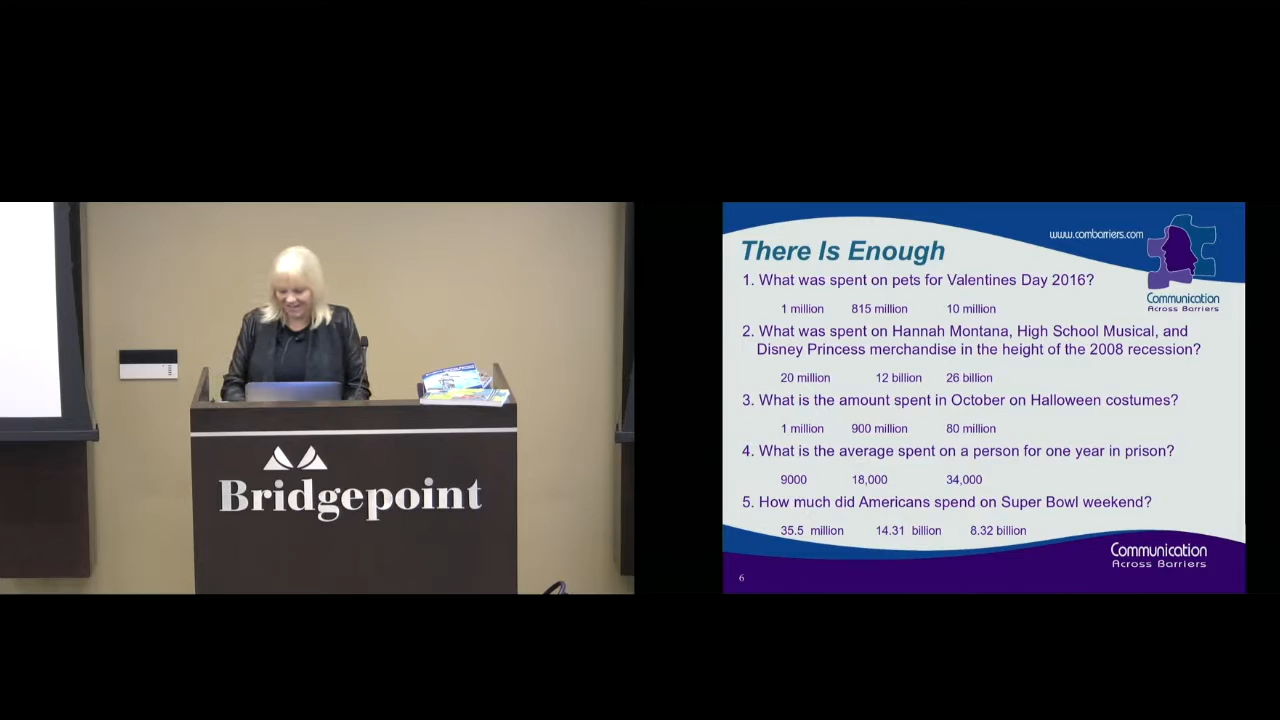 Bridgepoint
There Is Enough
www.combarriers.com
Communication
Across Barriers
1. What was spent on pets for Valentines Day 2016?
1 million 815 million 10 million
2. What was spent on Hannah Montana, High School Musical, and
Disney Princess merchandise in the height of the 2008 recession?
20 million 12 billion 26 billion
3. What is the amount spent in October on Halloween costumes?
1 million 900 million 80 million
4. What is the average spent on a person for one year in prison?
9000 18,000 34,000
5. How much did Americans spend on Super Bowl weekend?
35.5 million 14.31 billion 8.32 billion
Communication
Across Barriers
6